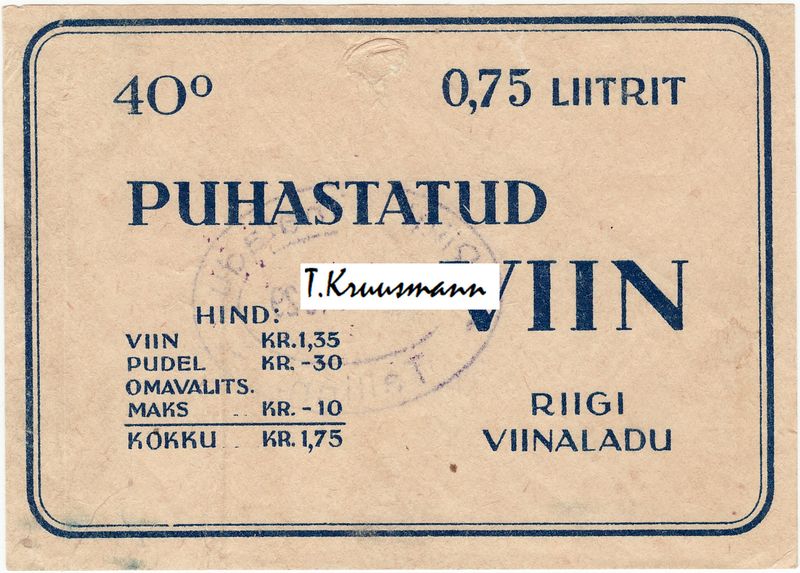 40° 0,75 LIITRIT
PUHASTATUD
VIIN
T.Kruusmann
HIND:
VIIN KR.1,35
PUDEL KR.-30
OMAVALITS.
MAKS .. KR.-10
KOKKU .. KR.1,75
RIIGI
VIINALADU